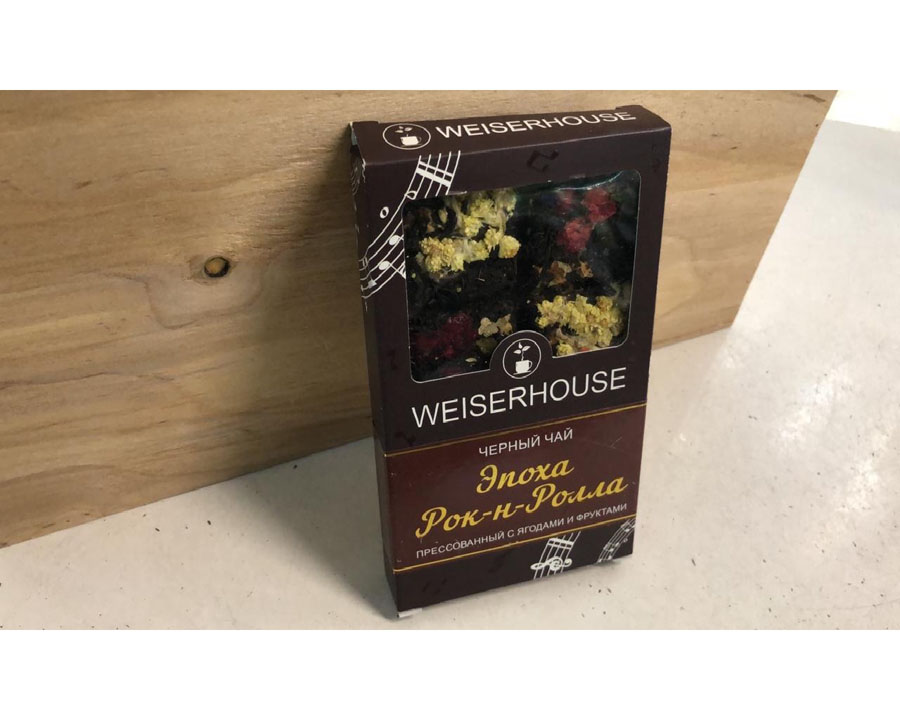 WEISERHOUSE
WEISERHOUSE
ЧЕРНЫЙ ЧАЙ
Эпоха
Рок-н-Ролла
ПРЕССОВАННЫЙ С ЯГОДАМИ И ФРУКТАМИ